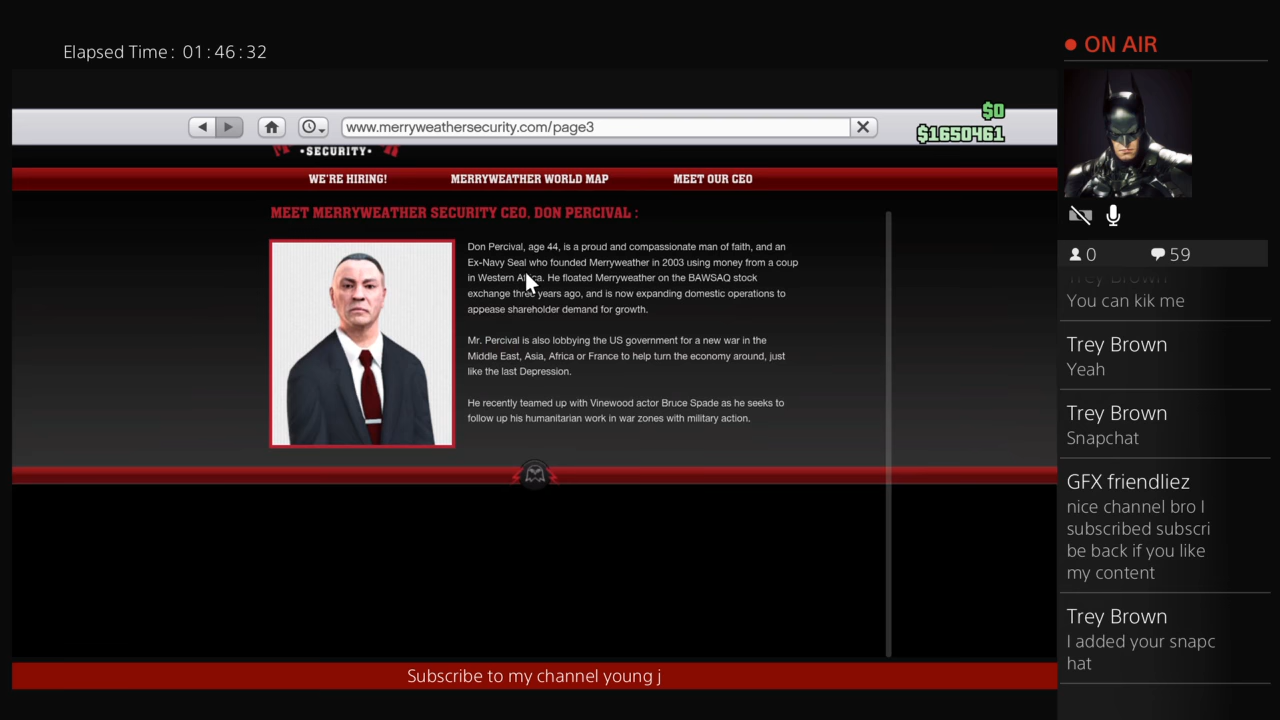 Elapsed Time: 01:46:32
ON AIR
www.merryweathersecurity.com/page3
$0
$1650461
•SECURITY•
WE'RE HIRING!
MERRYWEATHER WORLD MAP
MEET OUR CEO
MEET MERRYWEATHER SECURITY CEO, DON PERCIVAL :
Don Percival, age 44, is a proud and compassionate man of faith, and an
Ex-Navy Seal who founded Merryweather in 2003 using money from a coup
in Western Africa. He floated Merryweather on the BAWSAQ stock
exchange three years ago, and is now expanding domestic operations to
appease shareholder demand for growth.
Mr. Percival is also lobbying the US government for a new war in the
Middle East, Asia, Africa or France to help turn the economy around, just
like the last Depression.
He recently teamed up with Vinewood actor Bruce Spade as he seeks to
follow up his humanitarian work in war zones with military action.
Subscribe to my channel young j
0
59
Trey Brown
You can kik me
Trey Brown
Yeah
Trey Brown
Snapchat
GFX friendliez
nice channel bro I
subscribed subscri
be back if you like
my content
Trey Brown
I added your snapc
hat